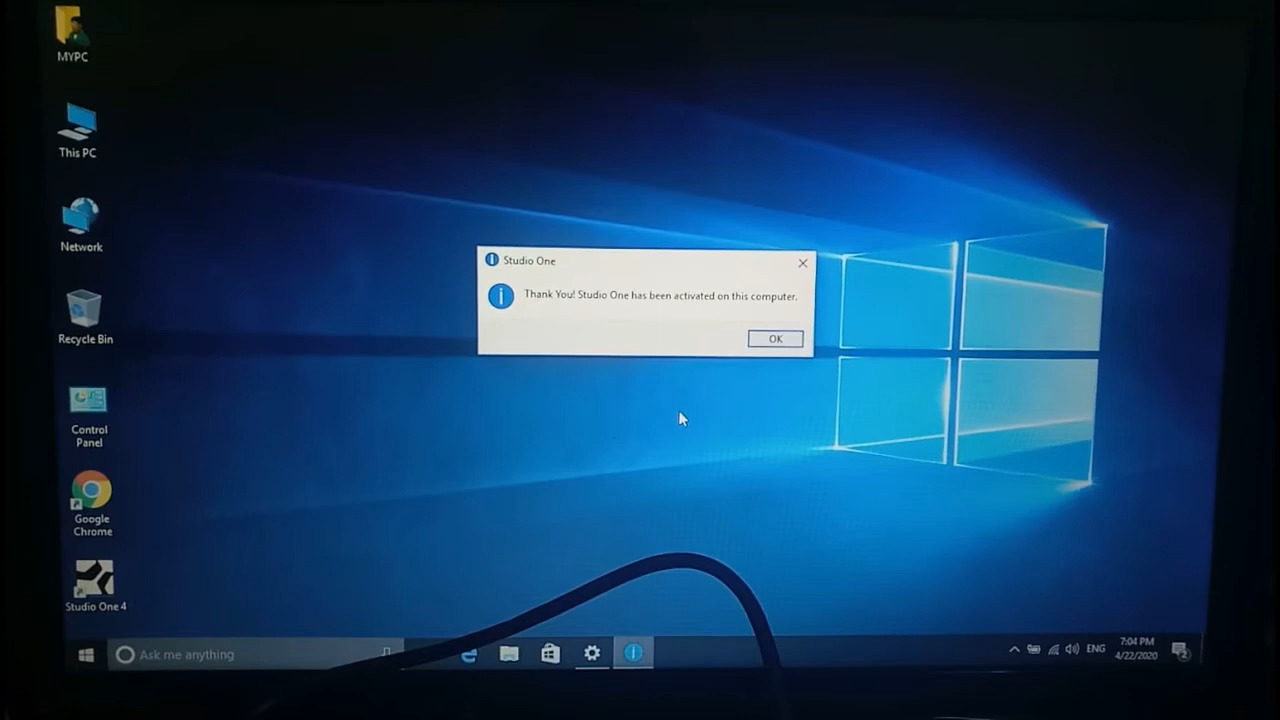 MYPC
This PC
Network
Recycle Bin
Control
Panel
Google
Chrome
Studio One 4
Studio One
Thank You! Studio One has been activated on this computer.
OK
Ask me anything
ENG
7:04 PM
4/22/2020
2